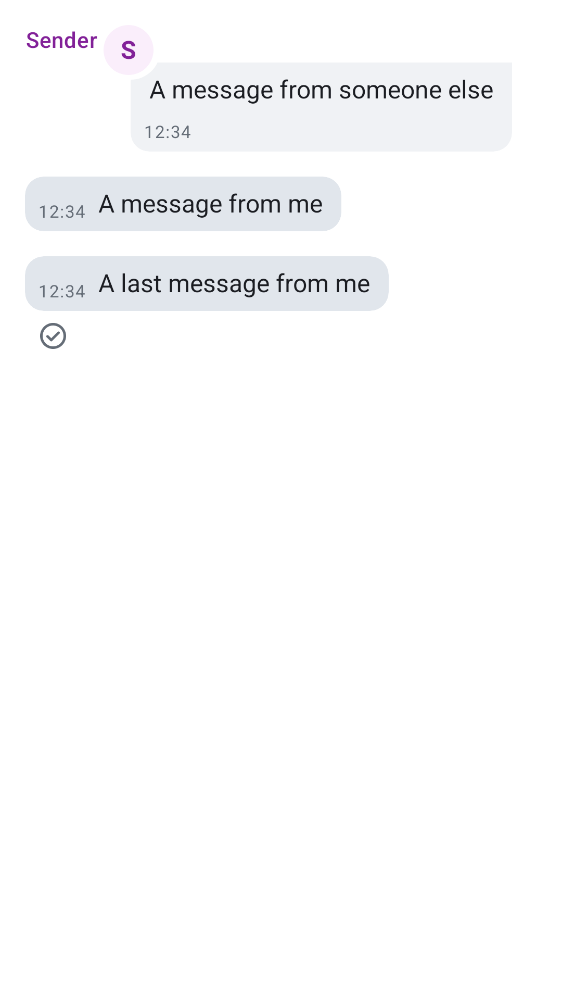 Sender
S
A message from someone else
12:34
12:34 A message from me
12:34 A last message from me